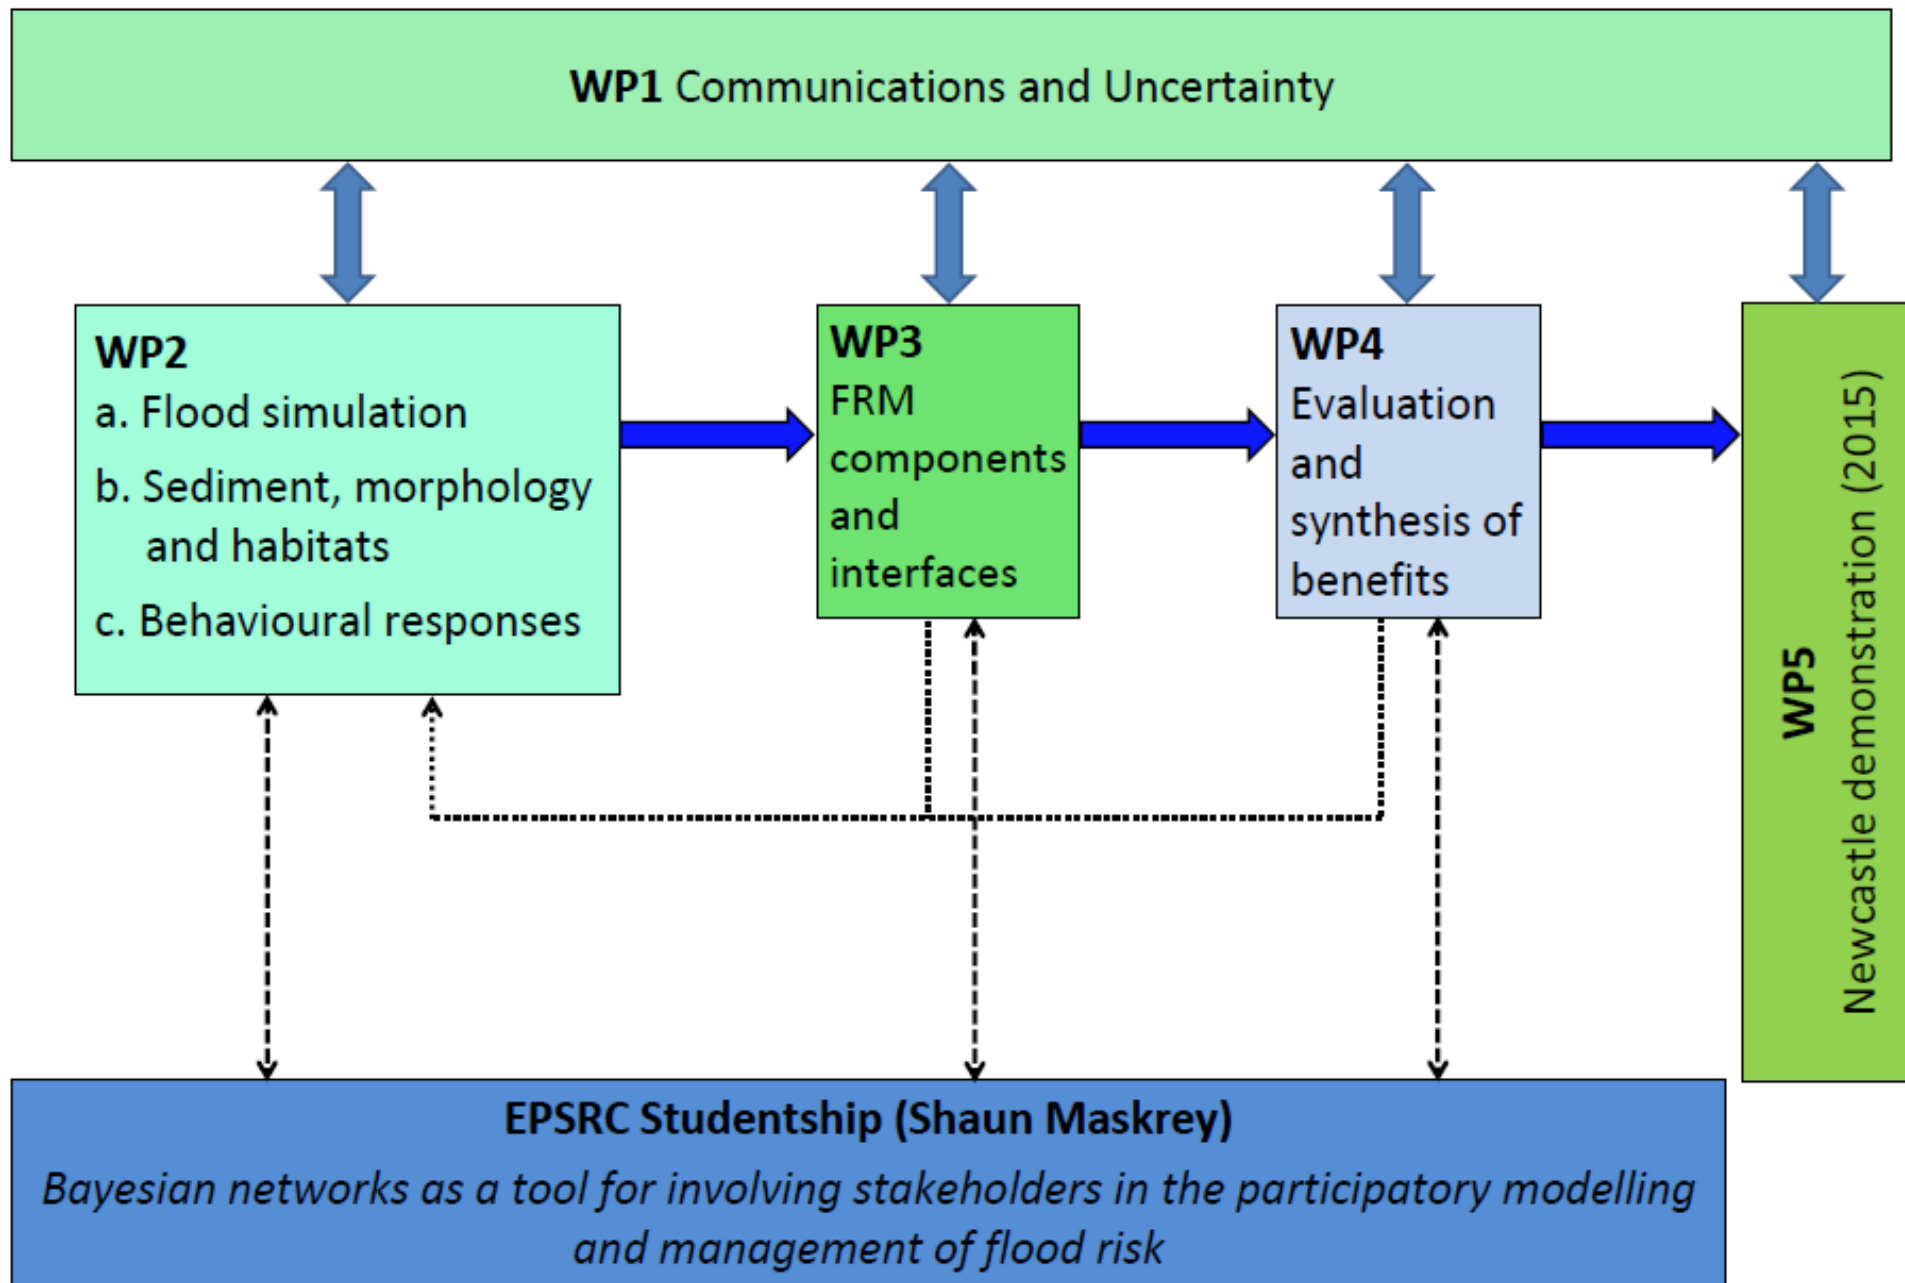 WP1 Communications and Uncertainty
WP2
a. Flood simulation
b. Sediment, morphology
and habitats
c. Behavioural responses
WP3
FRM
components
and
interfaces
WP4
Evaluation
and
synthesis of
benefits
WP5
Newcastle demonstration (2015)
EPSRC Studentship (Shaun Maskrey)
Bayesian networks as a tool for involving stakeholders in the participatory modelling
and management of flood risk